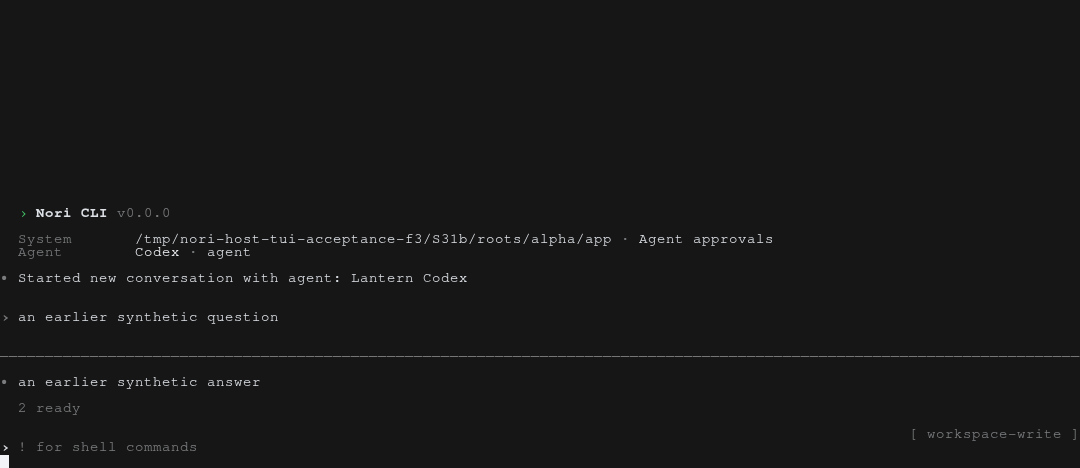 › Nori CLI v0.0.0
System /tmp/nori-host-tui-acceptance-f3/S31b/roots/alpha/app · Agent approvals
Agent Codex · agent
• Started new conversation with agent: Lantern Codex
› an earlier synthetic question
• an earlier synthetic answer
2 ready
[ workspace-write ]
› ! for shell commands